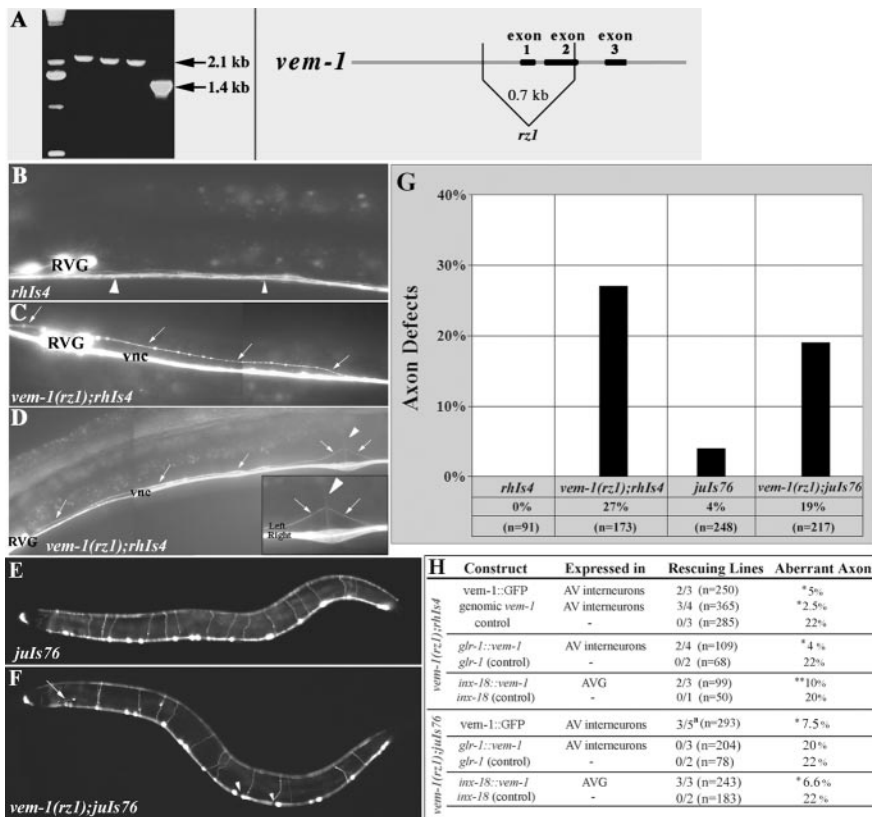 A
2.1 kb
1.4 kb
vem-1
exon 1
exon 2
exon 3
0.7 kb
rz1
B
RVG
rhIs4
C
RVG
vnc
vem-1(rz1);rhIs4
D
vnc
RVG
vem-1(rz1);rhIs4
Left
Right
E
juIs76
F
vem-1(rz1);juIs76
G
Axon Defects
40%
30%
20%
10%
0%
rhIs4 vem-1(rz1);rhIs4 juIs76 vem-1(rz1);juIs76
0% 27% 4% 19%
(n=91) (n=173) (n=248) (n=217)
H Construct Expressed in Rescuing Lines Aberrant Axon
vem-1(rz1);rhIs4
vem-1::GFP AV interneurons 2/3 (n=250) *5%
genomic vem-1 AV interneurons 3/4 (n=365) *2.5%
control - 0/3 (n=285) 22%
glr-1::vem-1 AV interneurons 2/4 (n=109) *4 %
glr-1 (control) - 0/2 (n=68) 22%
inx-18::vem-1 AVG 2/3 (n=99) **10%
inx-18 (control) - 0/1 (n=50) 20%
vem-1(rz1);juIs76
vem-1::GFP AV interneurons 3/5ª (n=293) *7.5%
glr-1::vem-1 AV interneurons 0/3 (n=204) 20%
glr-1 (control) - 0/2 (n=78) 22%
inx-18::vem-1 AVG 3/3 (n=243) *6.6%
inx-18 (control) - 0/2 (n=183) 22%